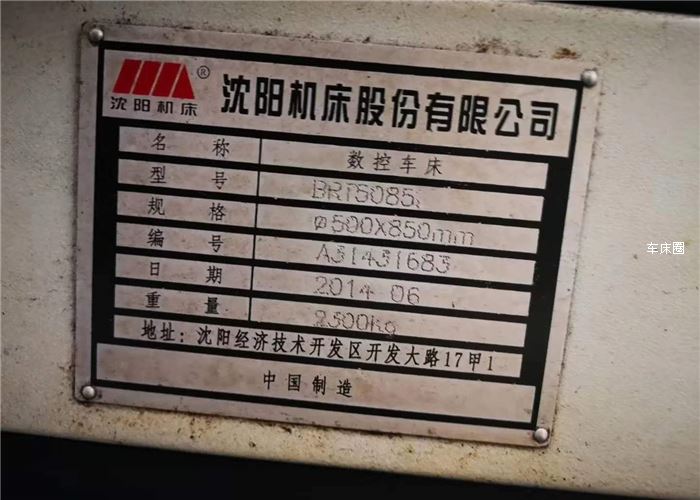 沈阳机床® 沈阳机床股份有限公司
名称 数控车床
型号 BRT5085i
规格 ø500X850mm
编号 A31431683
日期 2014 06
重量 2300Kg
地址: 沈阳经济技术开发区开发大路17甲1
中国制造
车床圈